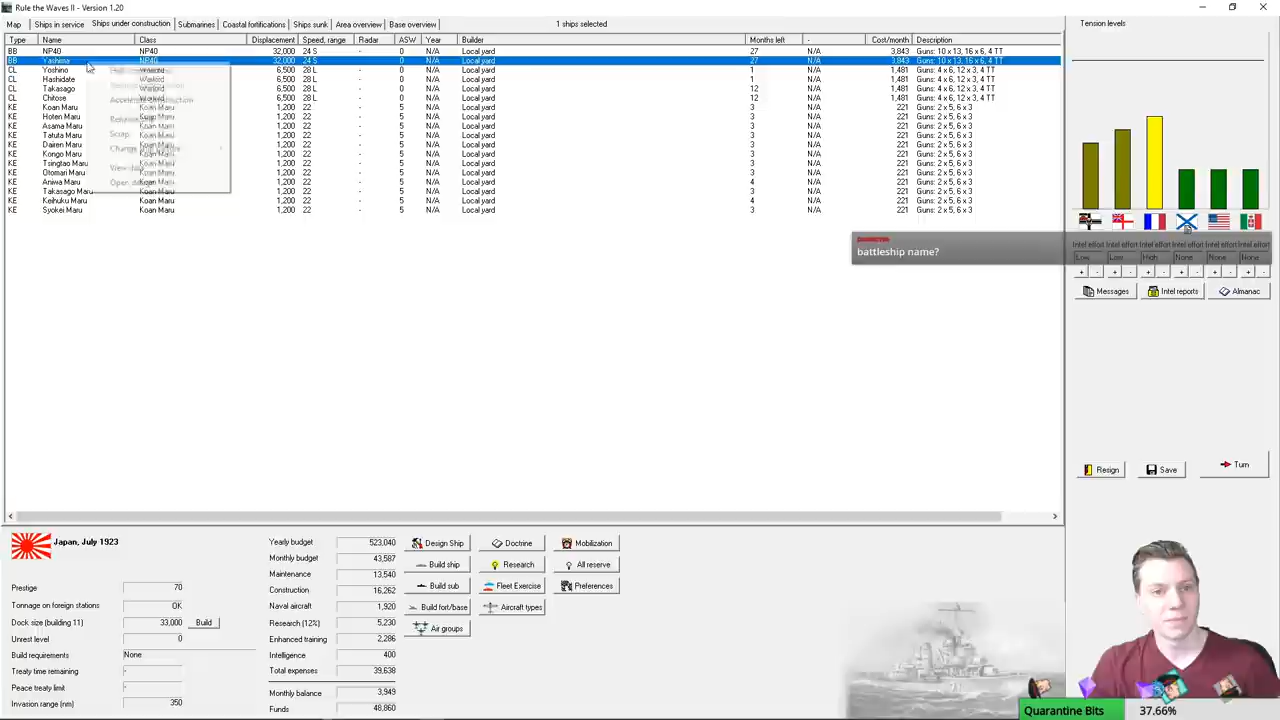 Rule the Waves II - Version 1.20
Map Ships in service Ships under construction Submarines Coastal fortifications Ships sunk Area overview Base overview 1 ships selected
Type Name Class Displacement Speed, range Radar ASW Year Builder Months left - Cost/month Description
BB NP40 NP40 32,000 24 S - 0 N/A Local yard 27 N/A 3,843 Guns: 10 x 13, 16 x 6, 4 TT
BB Yashima NP40 32,000 24 S - 0 N/A Local yard 27 N/A 3,843 Guns: 10 x 13, 16 x 6, 4 TT
CL Yoshino 6,500 28 L - 0 N/A Local yard 1 N/A 1,481 Guns: 4 x 6, 12 x 3, 4 TT
CL Hashidate 6,500 28 L - 0 N/A Local yard 1 N/A 1,481 Guns: 4 x 6, 12 x 3, 4 TT
CL Takasago 6,500 28 L - 0 N/A Local yard 12 N/A 1,481 Guns: 4 x 6, 12 x 3, 4 TT
CL Chitose 6,500 28 L - 0 N/A Local yard 12 N/A 1,481 Guns: 4 x 6, 12 x 3, 4 TT
KE Koan Maru Koan Maru 1,200 22 - 5 N/A Local yard 3 N/A 221 Guns: 2 x 5, 6 x 3
KE Hoten Maru Koan Maru 1,200 22 - 5 N/A Local yard 3 N/A 221 Guns: 2 x 5, 6 x 3
KE Asama Maru Koan Maru 1,200 22 - 5 N/A Local yard 3 N/A 221 Guns: 2 x 5, 6 x 3
KE Tatuta Maru Koan Maru 1,200 22 - 5 N/A Local yard 3 N/A 221 Guns: 2 x 5, 6 x 3
KE Dairen Maru Koan Maru 1,200 22 - 5 N/A Local yard 3 N/A 221 Guns: 2 x 5, 6 x 3
KE Kongo Maru Koan Maru 1,200 22 - 5 N/A Local yard 3 N/A 221 Guns: 2 x 5, 6 x 3
KE Tsingtao Maru Koan Maru 1,200 22 - 5 N/A Local yard 3 N/A 221 Guns: 2 x 5, 6 x 3
KE Otomari Maru Koan Maru 1,200 22 - 5 N/A Local yard 3 N/A 221 Guns: 2 x 5, 6 x 3
KE Aniwa Maru Koan Maru 1,200 22 - 5 N/A Local yard 4 N/A 221 Guns: 2 x 5, 6 x 3
KE Takasago Maru Koan Maru 1,200 22 - 5 N/A Local yard 3 N/A 221 Guns: 2 x 5, 6 x 3
KE Keihuku Maru Koan Maru 1,200 22 - 5 N/A Local yard 4 N/A 221 Guns: 2 x 5, 6 x 3
KE Syokei Maru Koan Maru 1,200 22 - 5 N/A Local yard 3 N/A 221 Guns: 2 x 5, 6 x 3
Scrap
Tension levels
battleship name?
Intel effort Intel effort Intel effort Intel effort Intel effort Intel effort
Low Low High None None None
+ - + - + - + - + - + -
Messages Intel reports Almanac
Resign Save Turn
Japan, July 1923
Prestige 70
Tonnage on foreign stations OK
Dock size (building 11) 33,000 Build
Unrest level 0
Build requirements None
Treaty time remaining -
Peace treaty limit -
Invasion range (nm) 350
Yearly budget 523,040
Monthly budget 43,587
Maintenance 13,540
Construction 16,262
Naval aircraft 1,920
Research (12%) 5,230
Enhanced training 2,286
Intelligence 400
Total expenses 39,638
Monthly balance 3,949
Funds 48,860
Design Ship Doctrine Mobilization
Build ship Research All reserve
Build sub Fleet Exercise Preferences
Build fort/base Aircraft types
Air groups
Quarantine Bits 37.66%